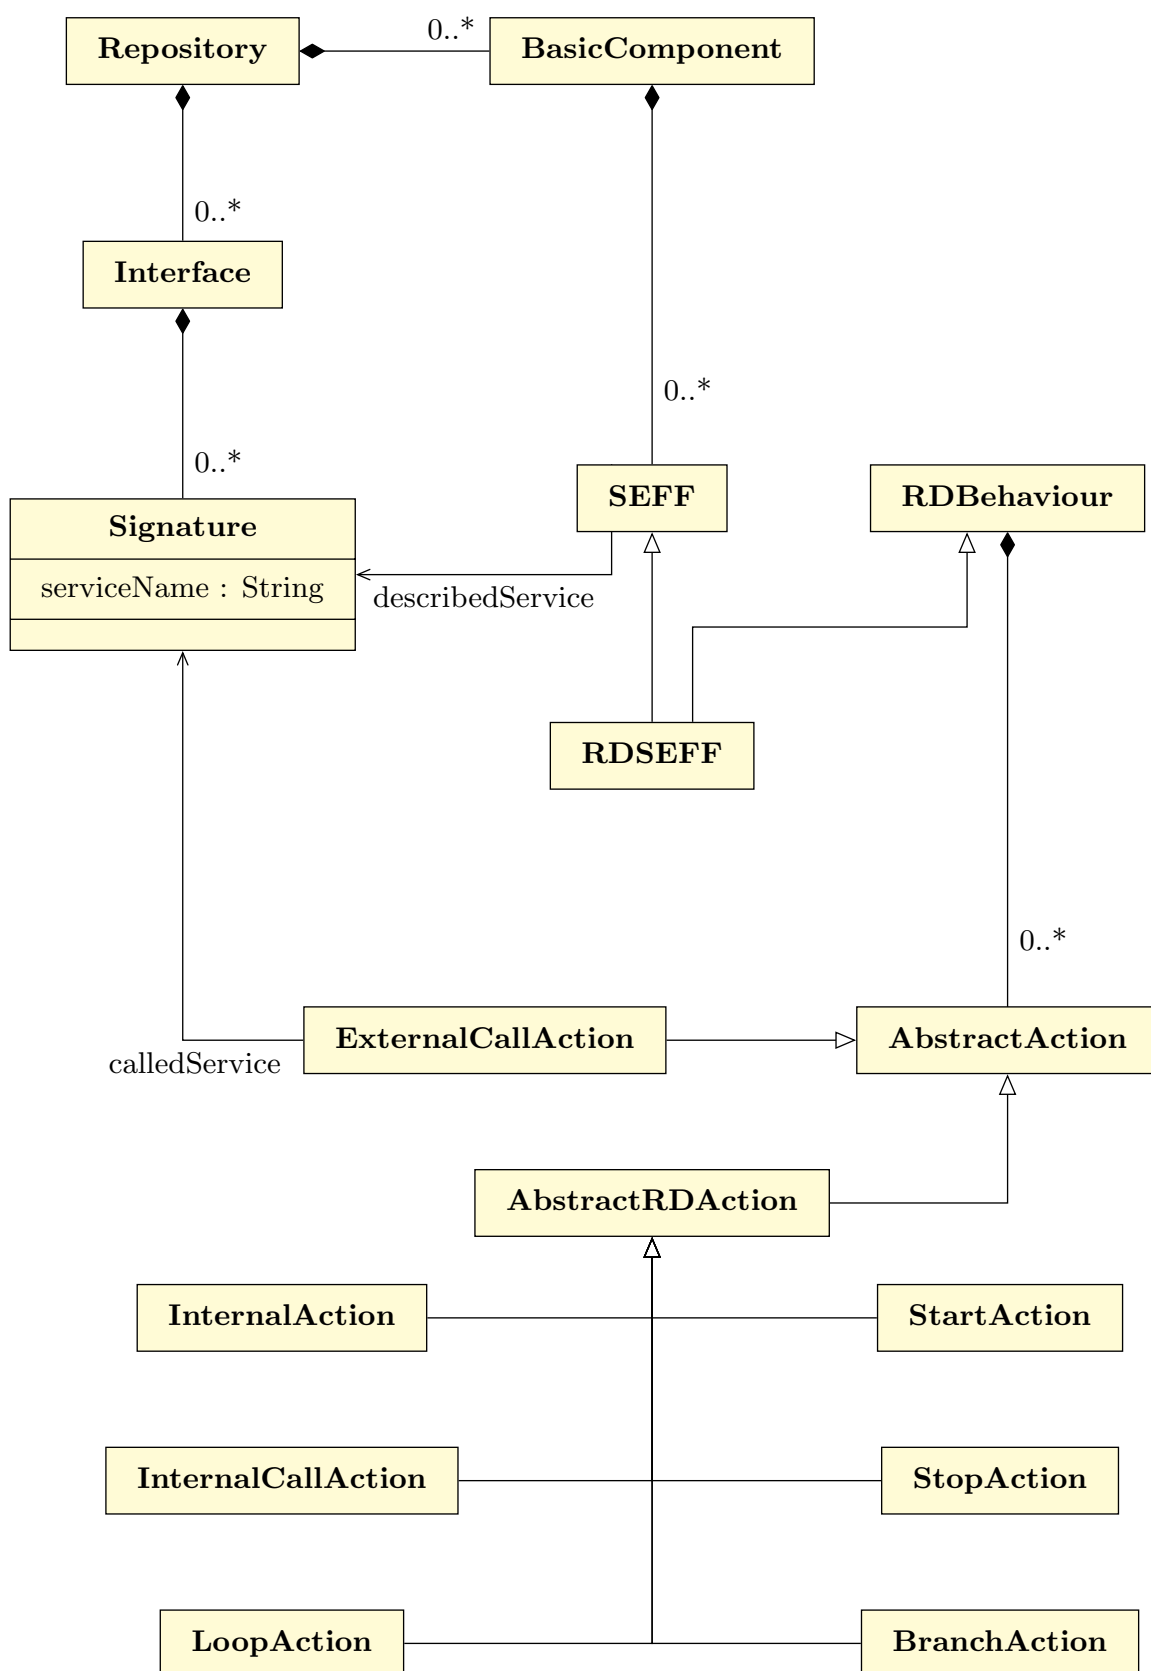 Repository
0..*
BasicComponent
0..*
Interface
0..*
0..*
SEFF
RDBehaviour
Signature
serviceName : String
describedService
RDSEFF
0..*
ExternalCallAction
AbstractAction
calledService
AbstractRDAction
InternalAction
StartAction
InternalCallAction
StopAction
LoopAction
BranchAction